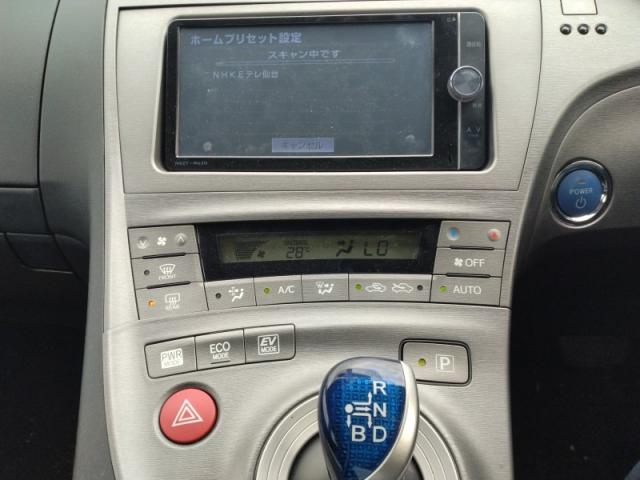 ホームプリセット設定
スキャン中です
NHKEテレ仙台
キャンセル
POWER
OUTSIDE
28°C
LO
FRONT
OFF
REAR
A/C
AUTO
PWR
MODE
ECO
MODE
EV
MODE
P
R
N
B D